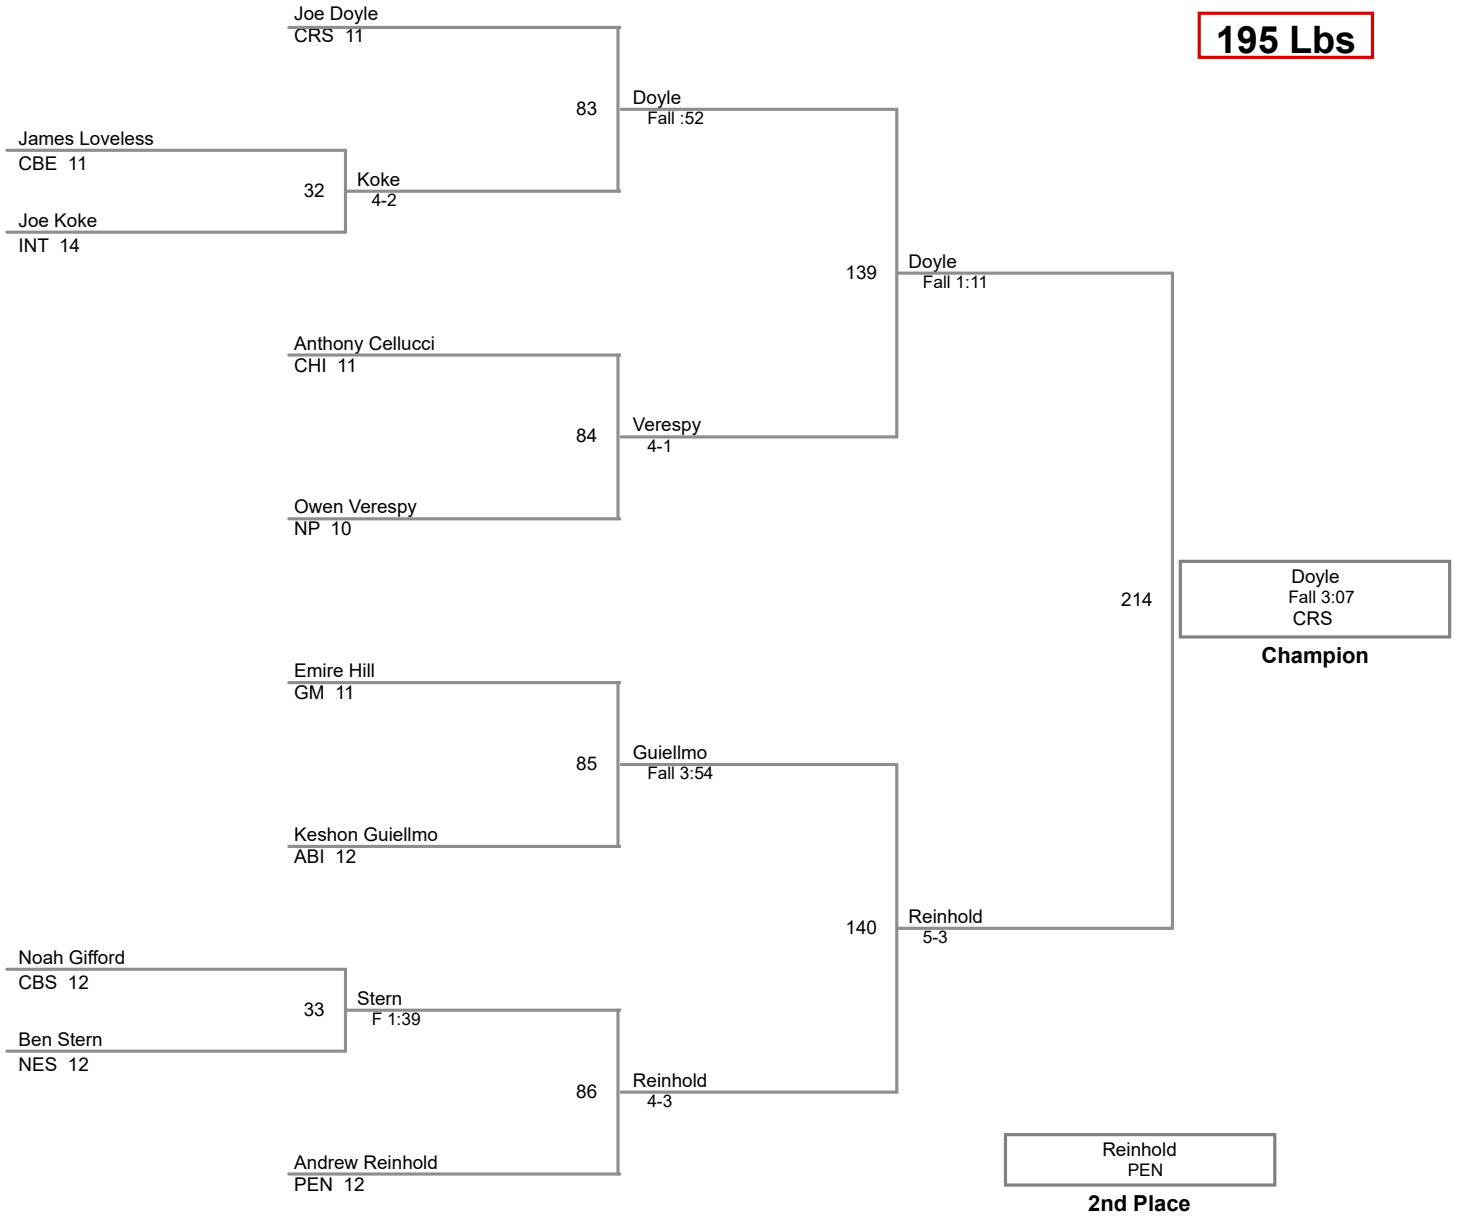 Joe Doyle
CRS 11
195 Lbs
83
Doyle
Fall :52
James Loveless
CBE 11
32
Koke
4-2
Joe Koke
INT 14
139
Doyle
Fall 1:11
Anthony Cellucci
CHI 11
84
Verespy
4-1
Owen Verespy
NP 10
214
Doyle
Fall 3:07
CRS
Champion
Emire Hill
GM 11
85
Guiellmo
Fall 3:54
Keshon Guiellmo
ABI 12
140
Reinhold
5-3
Noah Gifford
CBS 12
33
Stern
F 1:39
Ben Stern
NES 12
86
Reinhold
4-3
Andrew Reinhold
PEN 12
Reinhold
PEN
2nd Place